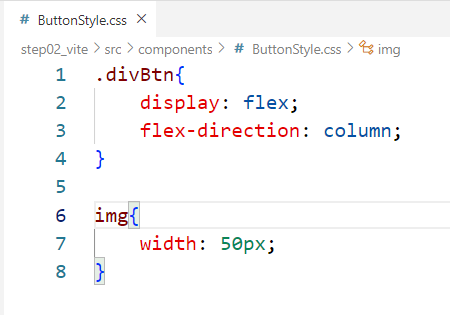 # ButtonStyle.css ×
step02_vite > src > components > # ButtonStyle.css > img
1 .divBtn{
2     display: flex;
3     flex-direction: column;
4 }
5
6 img{
7     width: 50px;
8 }